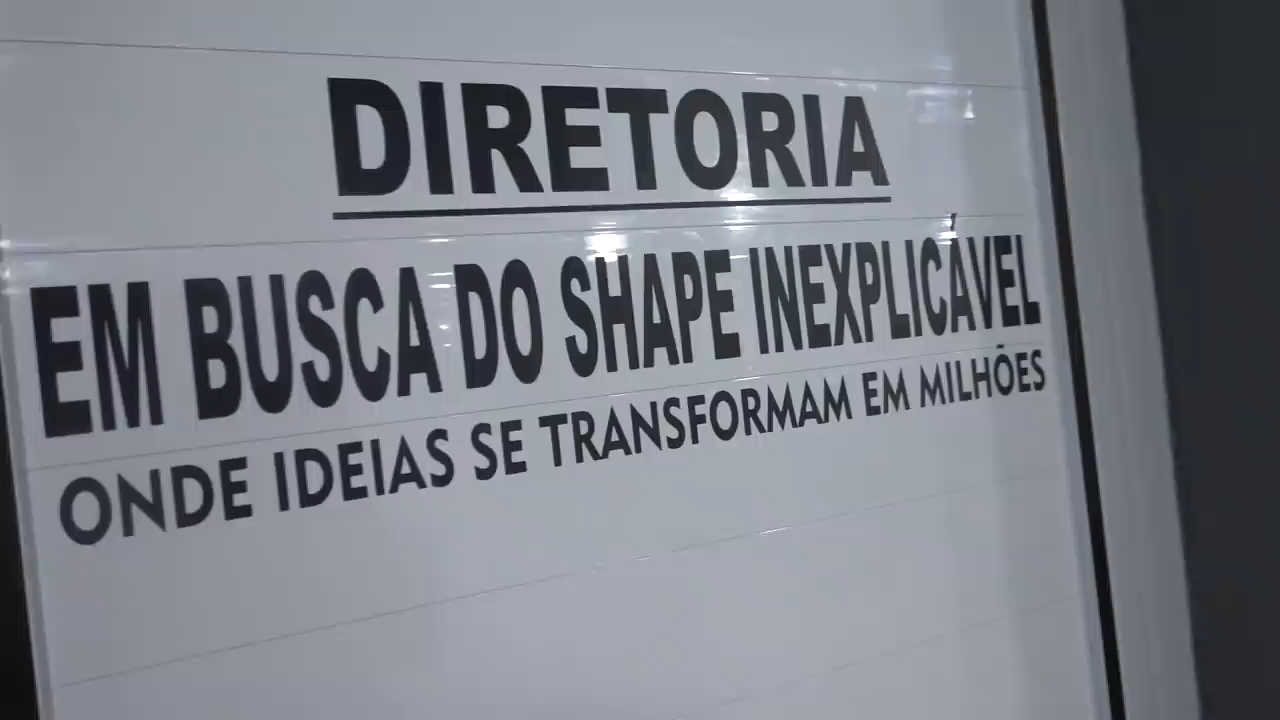 DIRETORIA
EM BUSCA DO SHAPE INEXPLICÁVEL
ONDE IDEIAS SE TRANSFORMAM EM MILHÕES